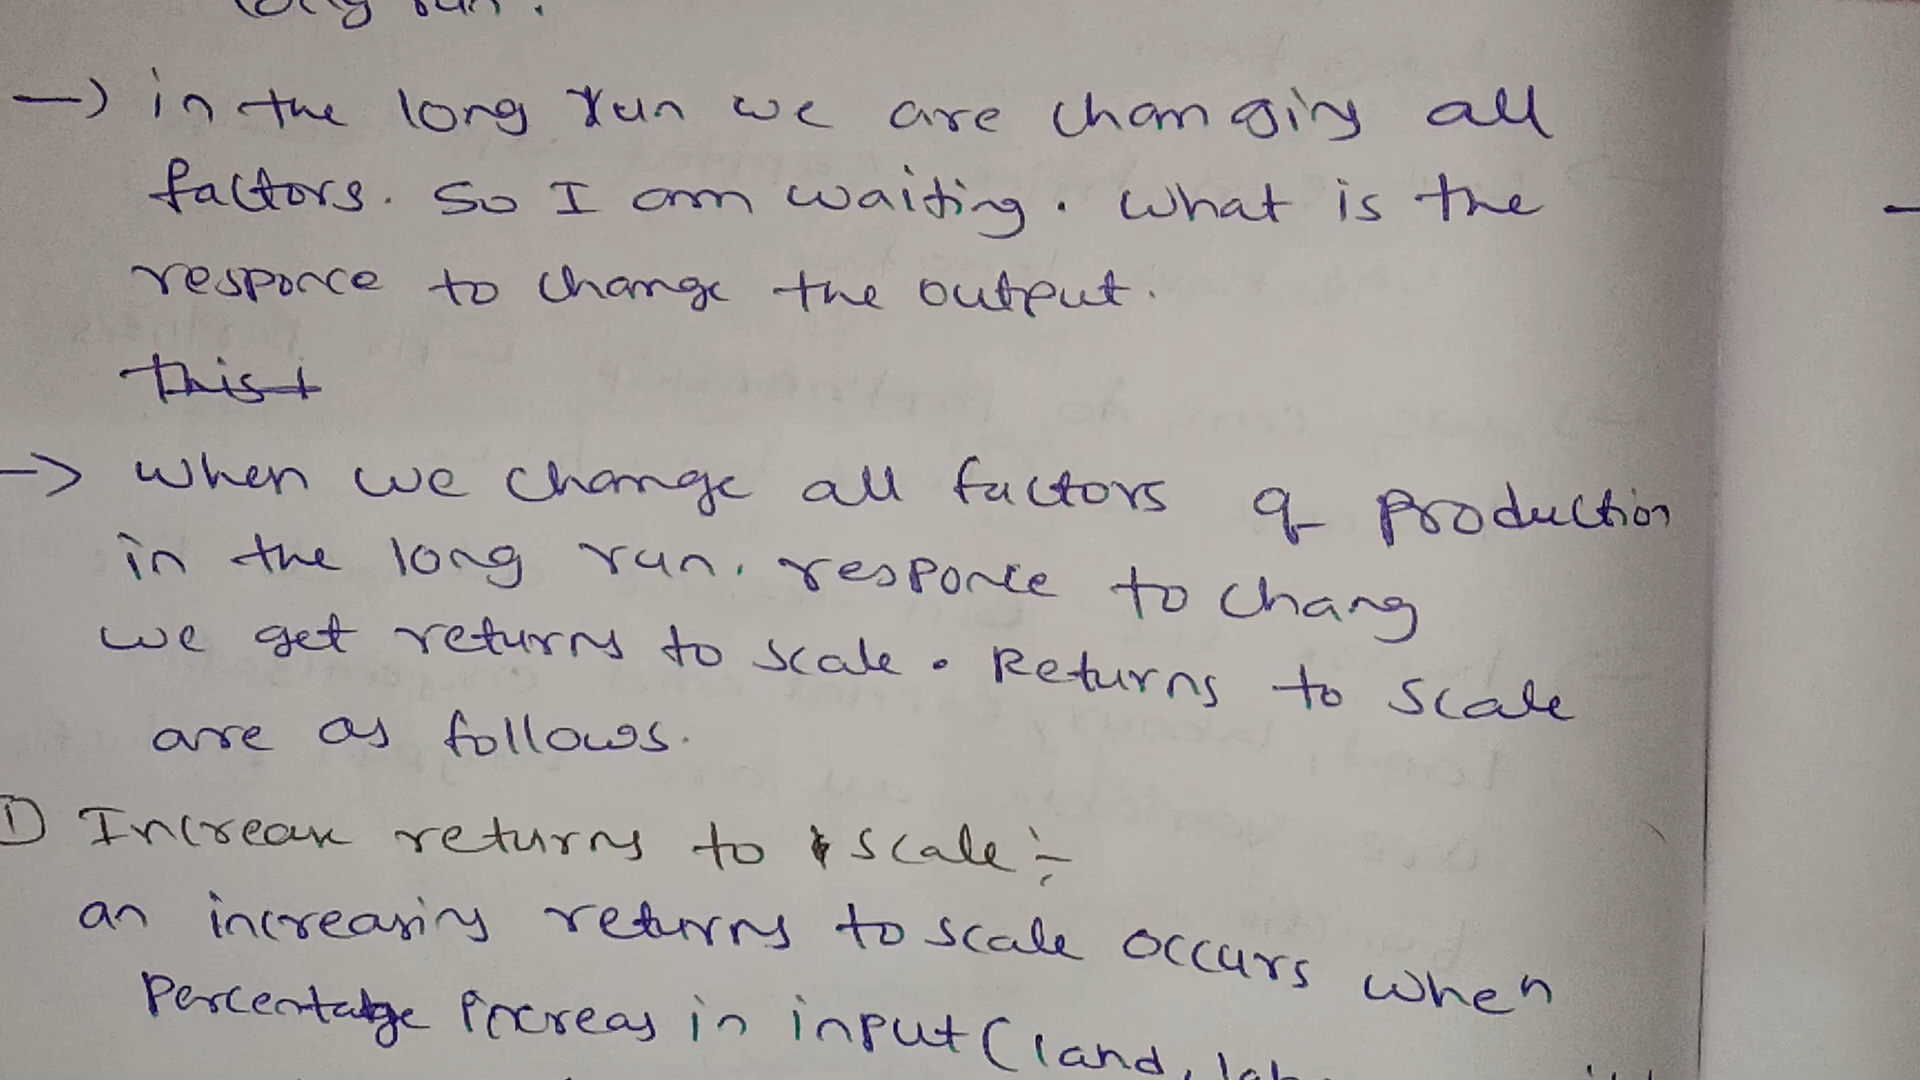 long run.
—) in the long run we are changing all
factors. So I am waiting. What is the
responce to change the output.
this
-> When we change all factors of production
in the long run. responce to chang
we get returns to scale. Returns to scale
are as follows.
1) Increase returns to scale :-
an increasing returns to scale occurs when
Percentage increas in input (land,